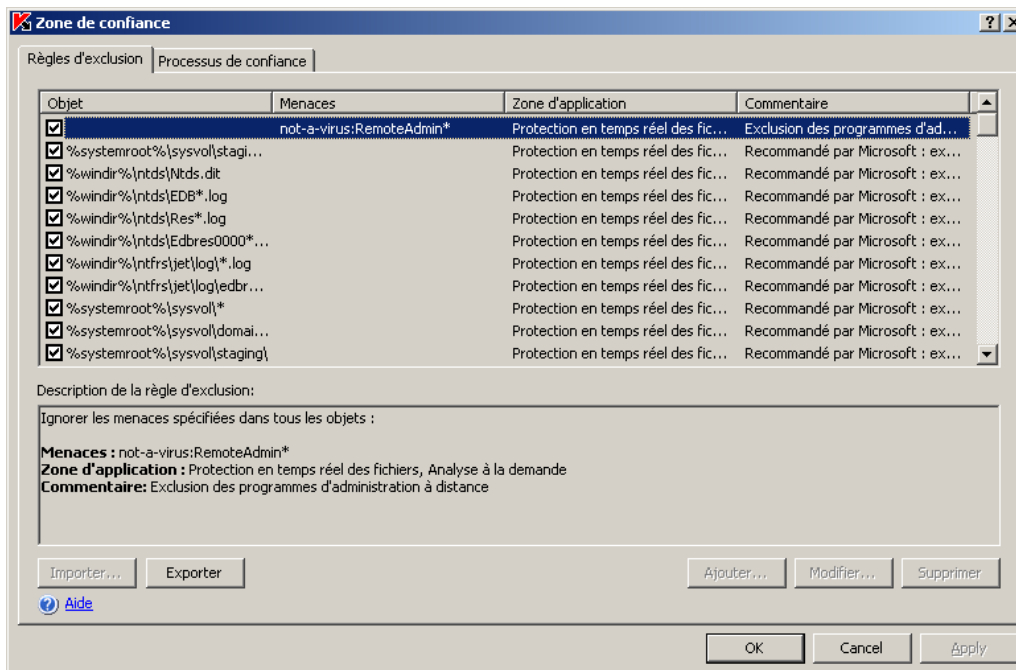 Zone de confiance
Règles d'exclusion Processus de confiance
Objet Menaces Zone d'application Commentaire
not-a-virus:RemoteAdmin* Protection en temps réel des fic... Exclusion des programmes d'ad...
%systemroot%\sysvol\stagi... Protection en temps réel des fic... Recommandé par Microsoft : ex...
%windir%\ntds\Ntds.dit Protection en temps réel des fic... Recommandé par Microsoft : ex...
%windir%\ntds\EDB*.log Protection en temps réel des fic... Recommandé par Microsoft : ex...
%windir%\ntds\Res*.log Protection en temps réel des fic... Recommandé par Microsoft : ex...
%windir%\ntds\Edbres0000*... Protection en temps réel des fic... Recommandé par Microsoft : ex...
%windir%\ntfrs\jet\log\*.log Protection en temps réel des fic... Recommandé par Microsoft : ex...
%windir%\ntfrs\jet\log\edbr... Protection en temps réel des fic... Recommandé par Microsoft : ex...
%systemroot%\sysvol\* Protection en temps réel des fic... Recommandé par Microsoft : ex...
%systemroot%\sysvol\domai... Protection en temps réel des fic... Recommandé par Microsoft : ex...
%systemroot%\sysvol\staging\ Protection en temps réel des fic... Recommandé par Microsoft : ex...
Description de la règle d'exclusion:
Ignorer les menaces spécifiées dans tous les objets :
Menaces : not-a-virus:RemoteAdmin*
Zone d'application : Protection en temps réel des fichiers, Analyse à la demande
Commentaire: Exclusion des programmes d'administration à distance
Importer... Exporter Ajouter... Modifier... Supprimer
Aide
OK Cancel Apply